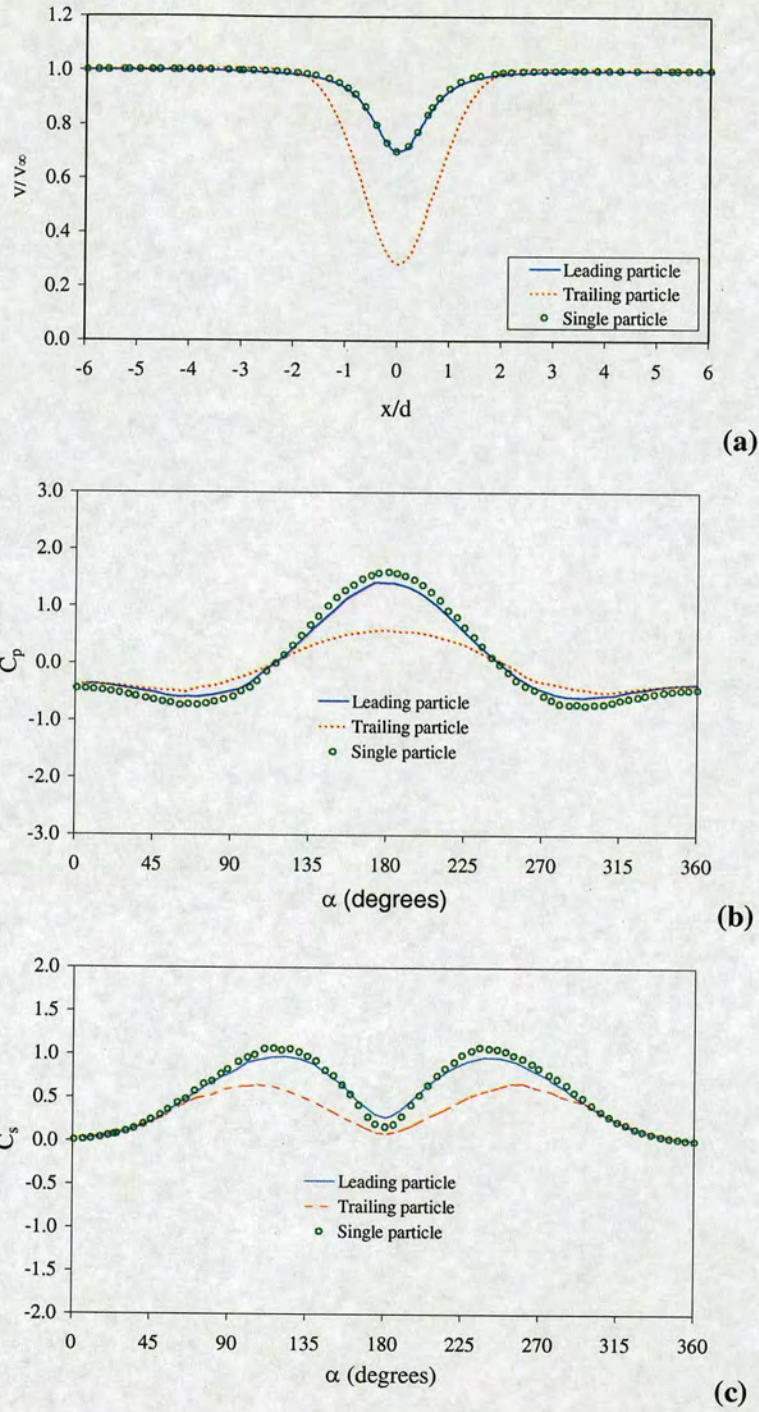 1.2
1.0
0.8
0.6
0.4
0.2
0.0
v/v∞
Leading particle
Trailing particle
Single particle
-6 -5 -4 -3 -2 -1 0 1 2 3 4 5 6
x/d
(a)
3.0
2.0
1.0
0.0
-1.0
-2.0
-3.0
Cp
Leading particle
Trailing particle
Single particle
0 45 90 135 180 225 270 315 360
α (degrees)
(b)
2.0
1.5
1.0
0.5
0.0
-0.5
-1.0
-1.5
-2.0
Cs
Leading particle
Trailing particle
Single particle
0 45 90 135 180 225 270 315 360
α (degrees)
(c)